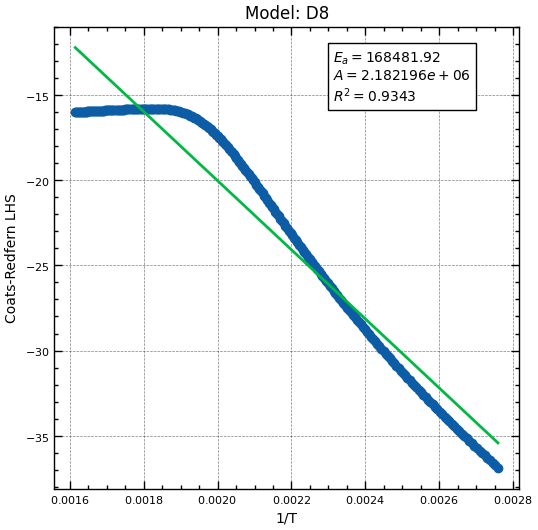 Model: D8
E_a = 168481.92
A = 2.182196e + 06
R² = 0.9343
−15
−20
−25
−30
−35
Coats-Redfern LHS
0.0016 0.0018 0.0020 0.0022 0.0024 0.0026 0.0028
1/T